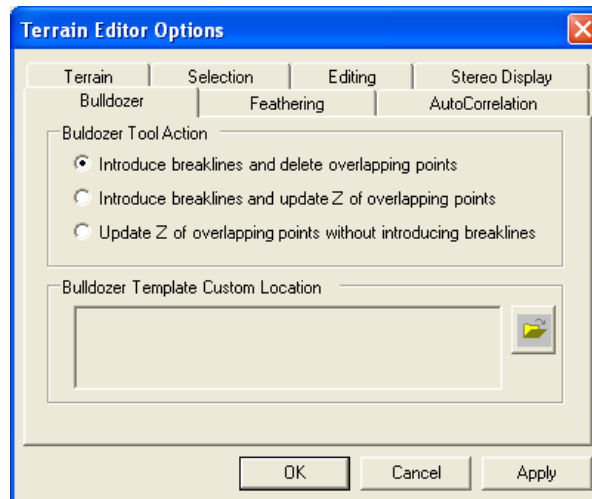 Terrain Editor Options
Terrain Selection Editing Stereo Display
Bulldozer Feathering AutoCorrelation
Buldozer Tool Action
Introduce breaklines and delete overlapping points
Introduce breaklines and update Z of overlapping points
Update Z of overlapping points without introducing breaklines
Bulldozer Template Custom Location
OK Cancel Apply